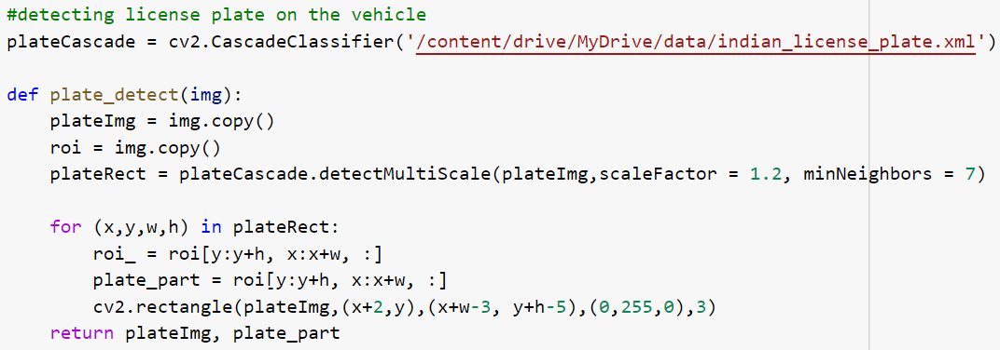 #detecting license plate on the vehicle
plateCascade = cv2.CascadeClassifier('/content/drive/MyDrive/data/indian_license_plate.xml')

def plate_detect(img):
    plateImg = img.copy()
    roi = img.copy()
    plateRect = plateCascade.detectMultiScale(plateImg,scaleFactor = 1.2, minNeighbors = 7)

    for (x,y,w,h) in plateRect:
        roi_ = roi[y:y+h, x:x+w, :]
        plate_part = roi[y:y+h, x:x+w, :]
        cv2.rectangle(plateImg,(x+2,y),(x+w-3, y+h-5),(0,255,0),3)
    return plateImg, plate_part